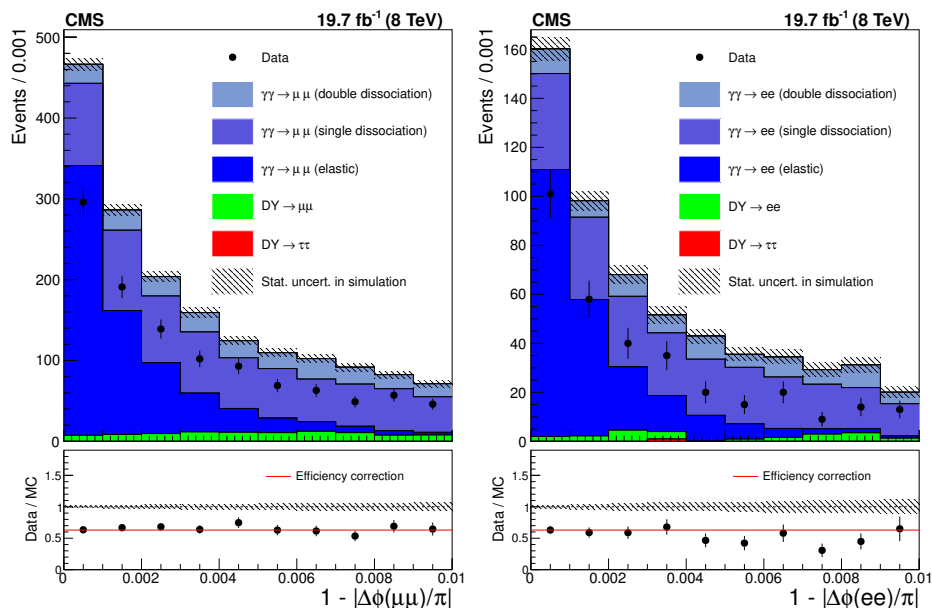 CMS 19.7 fb⁻¹ (8 TeV)
Events / 0.001
500
400
300
200
100
0
Data
γγ→μμ (double dissociation)
γγ→μμ (single dissociation)
γγ→μμ (elastic)
DY→μμ
DY→ττ
Stat. uncert. in simulation
Data / MC
1.5
1
0.5
0
Efficiency correction
0 0.002 0.004 0.006 0.008 0.01
1 - |Δϕ(μμ)/π|
CMS 19.7 fb⁻¹ (8 TeV)
Events / 0.001
160
140
120
100
80
60
40
20
0
Data
γγ→ee (double dissociation)
γγ→ee (single dissociation)
γγ→ee (elastic)
DY→ee
DY→ττ
Stat. uncert. in simulation
Data / MC
1.5
1
0.5
0
Efficiency correction
0 0.002 0.004 0.006 0.008 0.01
1 - |Δϕ(ee)/π|